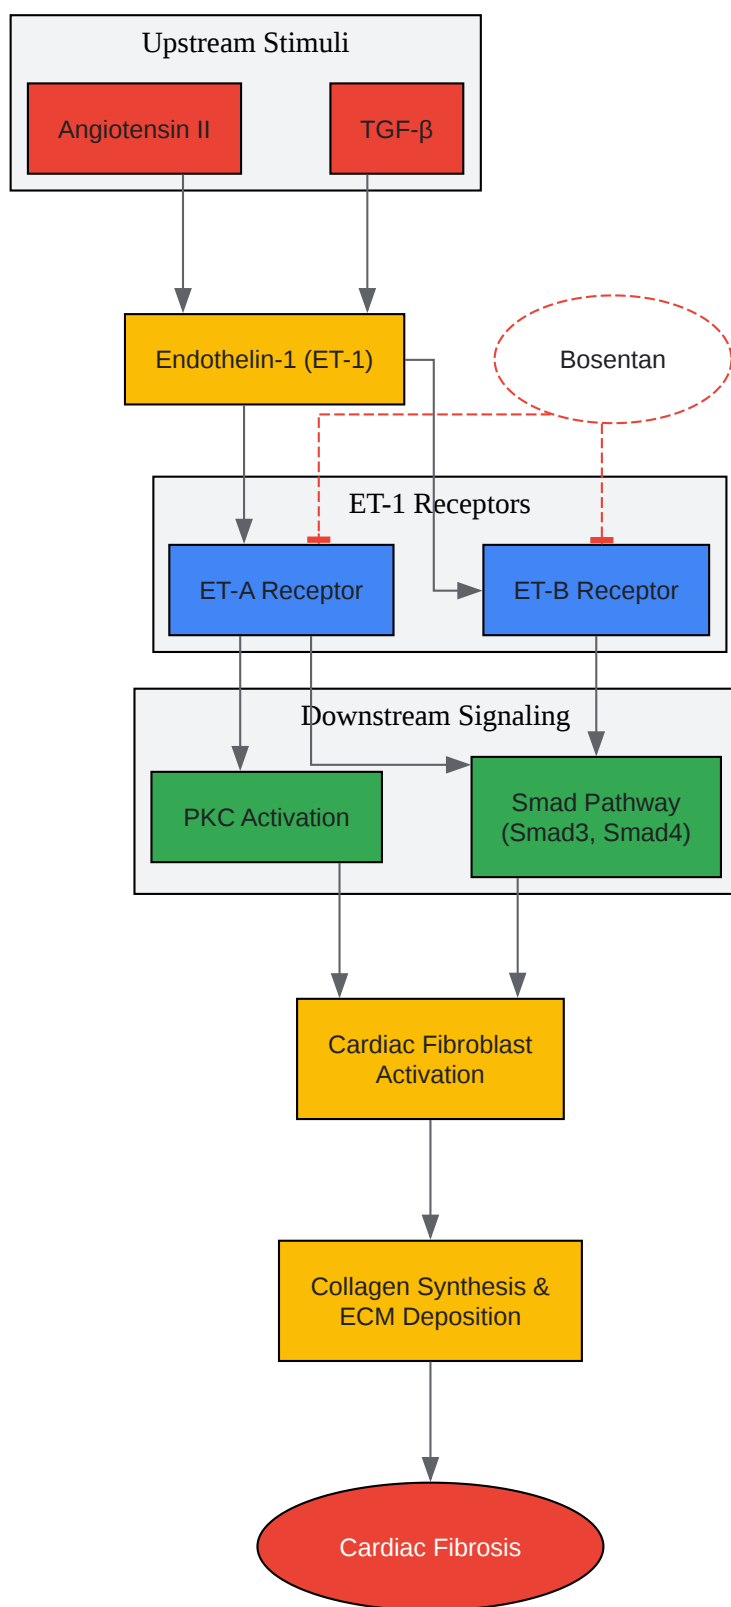 Upstream Stimuli
Angiotensin II
TGF-β
Endothelin-1 (ET-1)
Bosentan
ET-1 Receptors
ET-A Receptor
ET-B Receptor
Downstream Signaling
PKC Activation
Smad Pathway
(Smad3, Smad4)
Cardiac Fibroblast
Activation
Collagen Synthesis &
ECM Deposition
Cardiac Fibrosis